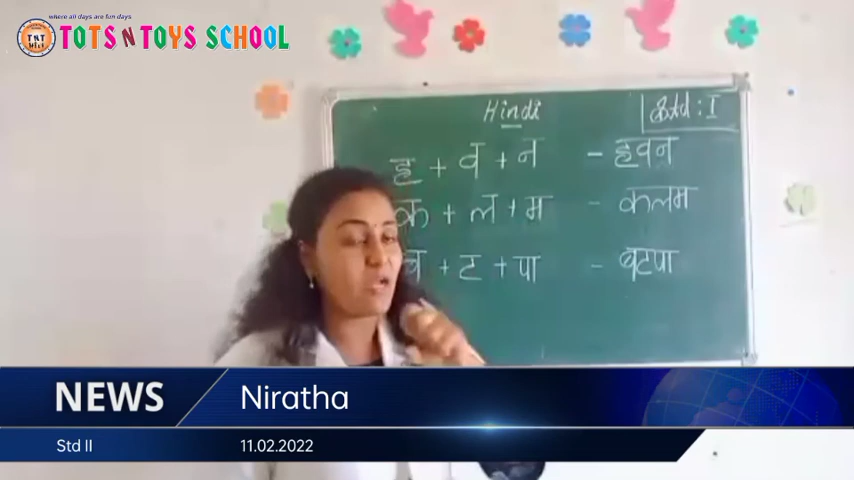 where all days are fun days
TNT
TOTS N TOYS SCHOOL
Hindi
Std : I
ह + व + न - हवन
क + ल + म - कलम
+ ट + पा -
NEWS
Niratha
Std II
11.02.2022